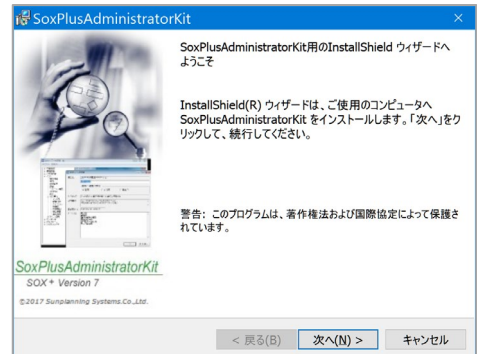 SoxPlusAdministratorKit
SoxPlusAdministratorKit用のInstallShield ウィザードへ
ようこそ
InstallShield(R) ウィザードは、ご使用のコンピュータへ
SoxPlusAdministratorKit をインストールします。「次へ」をク
リックして、続行してください。
警告: このプログラムは、著作権法および国際協定によって保護さ
れています。
SoxPlusAdministratorKit
SOX+ Version 7
©2017 Sunplanning Systems.Co.,Ltd.
< 戻る(B)
次へ(N) >
キャンセル